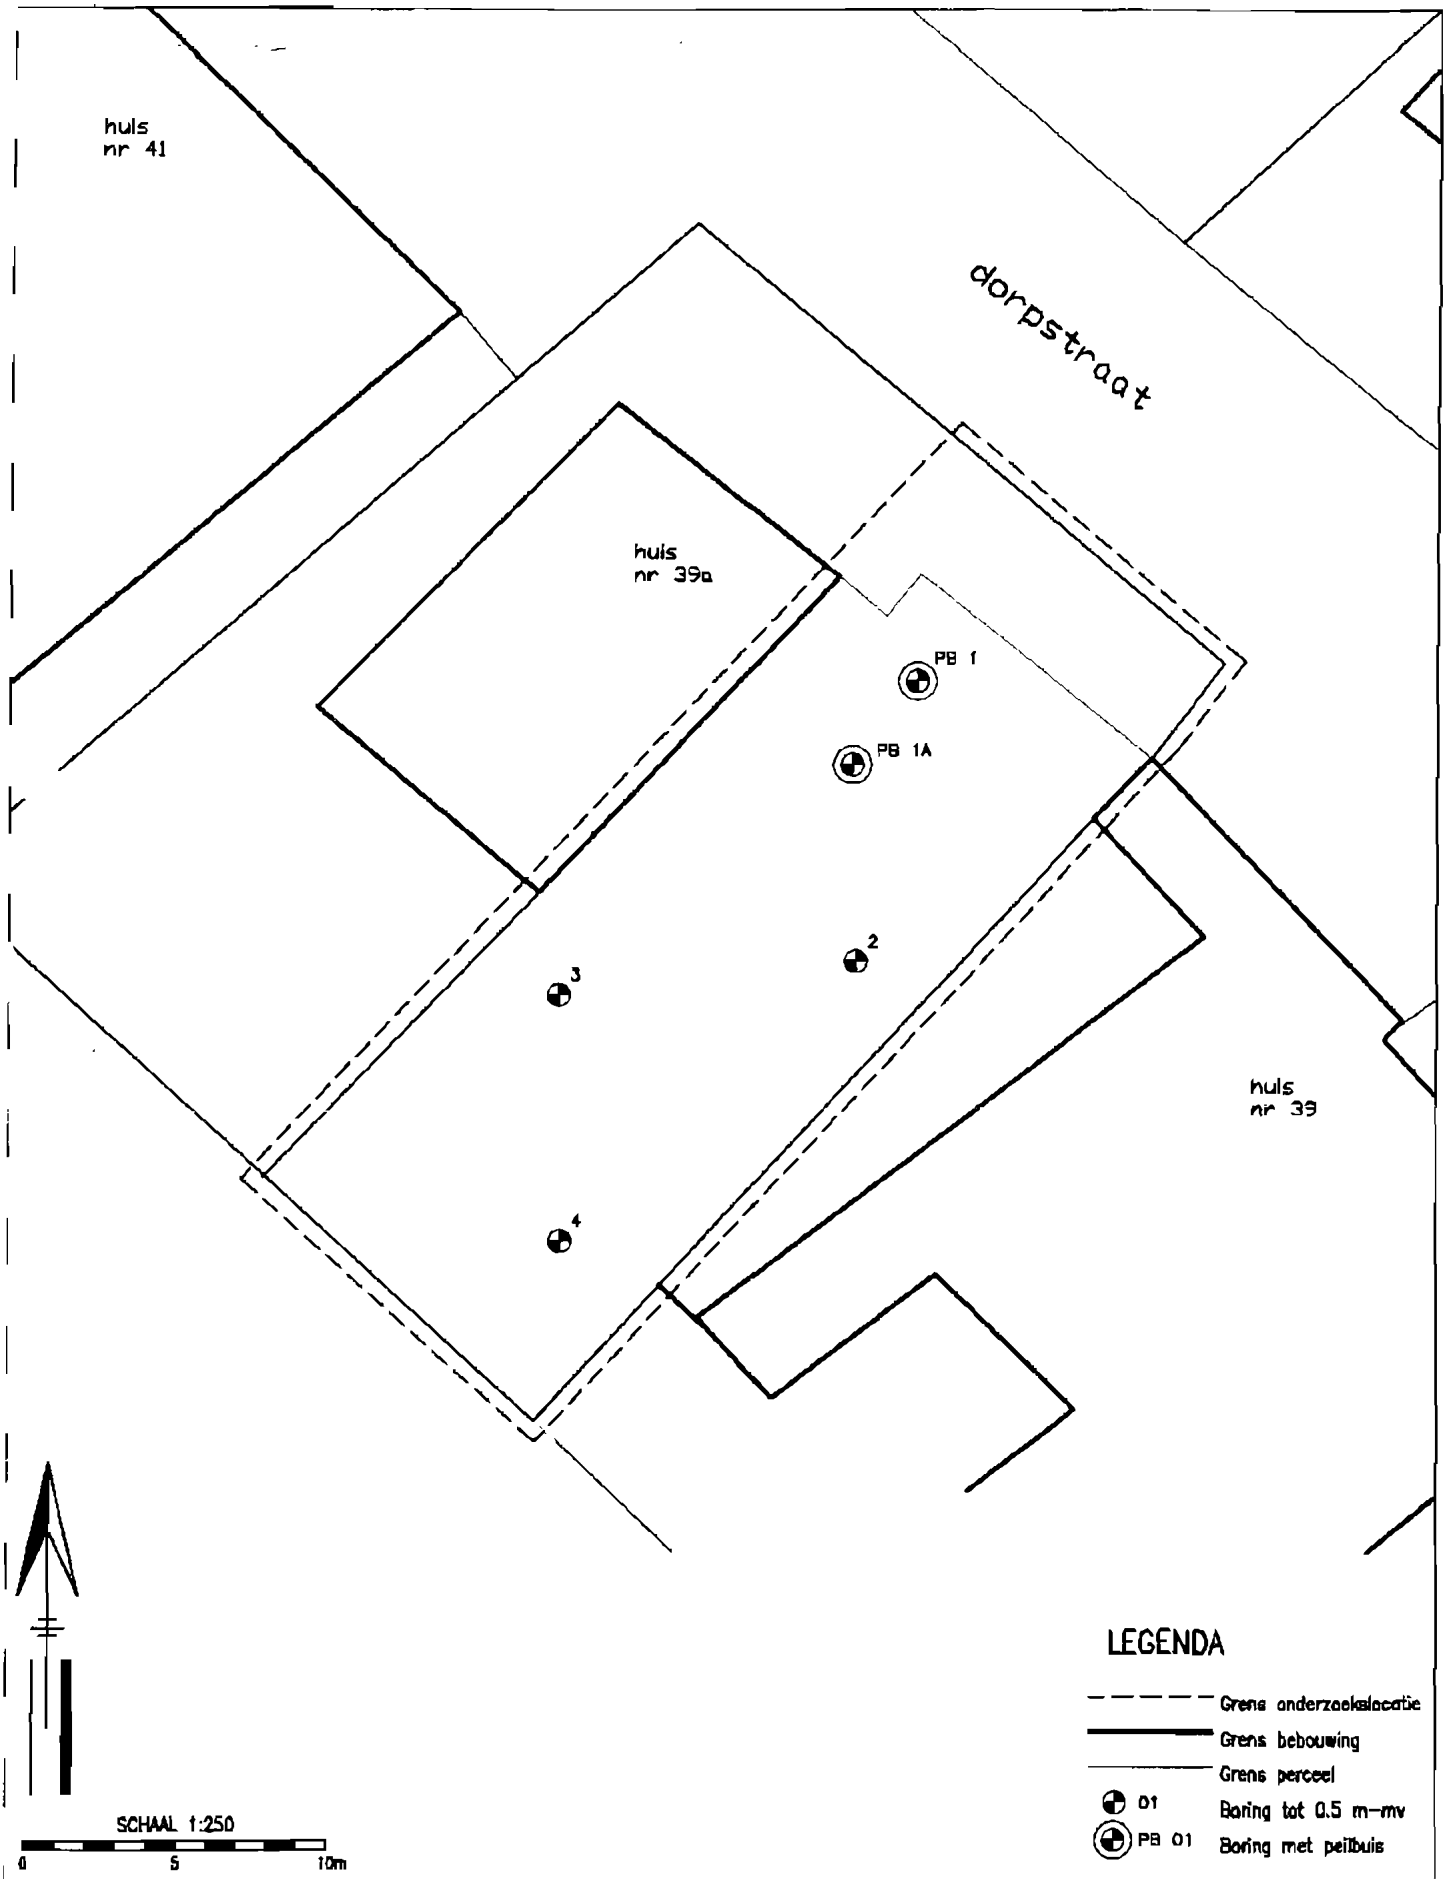 huis
nr 41
dorpstraat
huis
nr 39a
PB 1
PB 1A
2
3
huis
nr 39
4
LEGENDA
Grens onderzoekslocatie
Grens bebouwing
Grens perceel
01 Boring tot 0.5 m-mv
PB 01 Boring met peilbuis
SCHAAL 1:250
0 5 10m